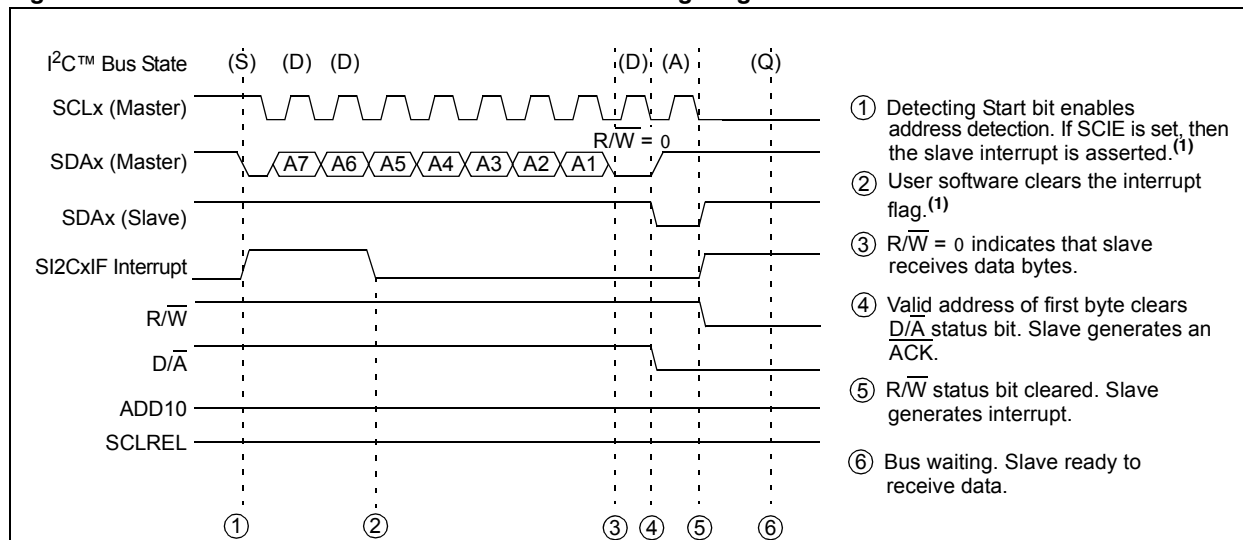 I²C™ Bus State (S) (D) (D) (D) (A) (Q)
SCLx (Master)
R/W̅ = 0
SDAx (Master) A7 A6 A5 A4 A3 A2 A1
SDAx (Slave)
SI2CxIF Interrupt
R/W̅
D/A̅
ADD10
SCLREL
① ② ③ ④ ⑤ ⑥
① Detecting Start bit enables
address detection. If SCIE is set, then
the slave interrupt is asserted.(1)
② User software clears the interrupt
flag.(1)
③ R/W̅ = 0 indicates that slave
receives data bytes.
④ Valid address of first byte clears
D/A̅ status bit. Slave generates an
A̅C̅K̅.
⑤ R/W̅ status bit cleared. Slave
generates interrupt.
⑥ Bus waiting. Slave ready to
receive data.